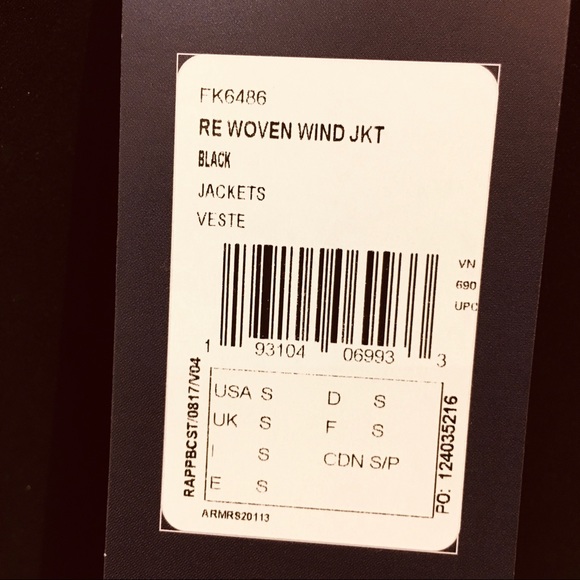 FK6486
RE WOVEN WIND JKT
BLACK
JACKETS
VESTE
VN
690
UPC
1 93104 06993 3
RAPPBCST/0817/V04
USA S D S
UK S F S
I S CDN S/P
E S
PO: 124035216
ARMRS20113